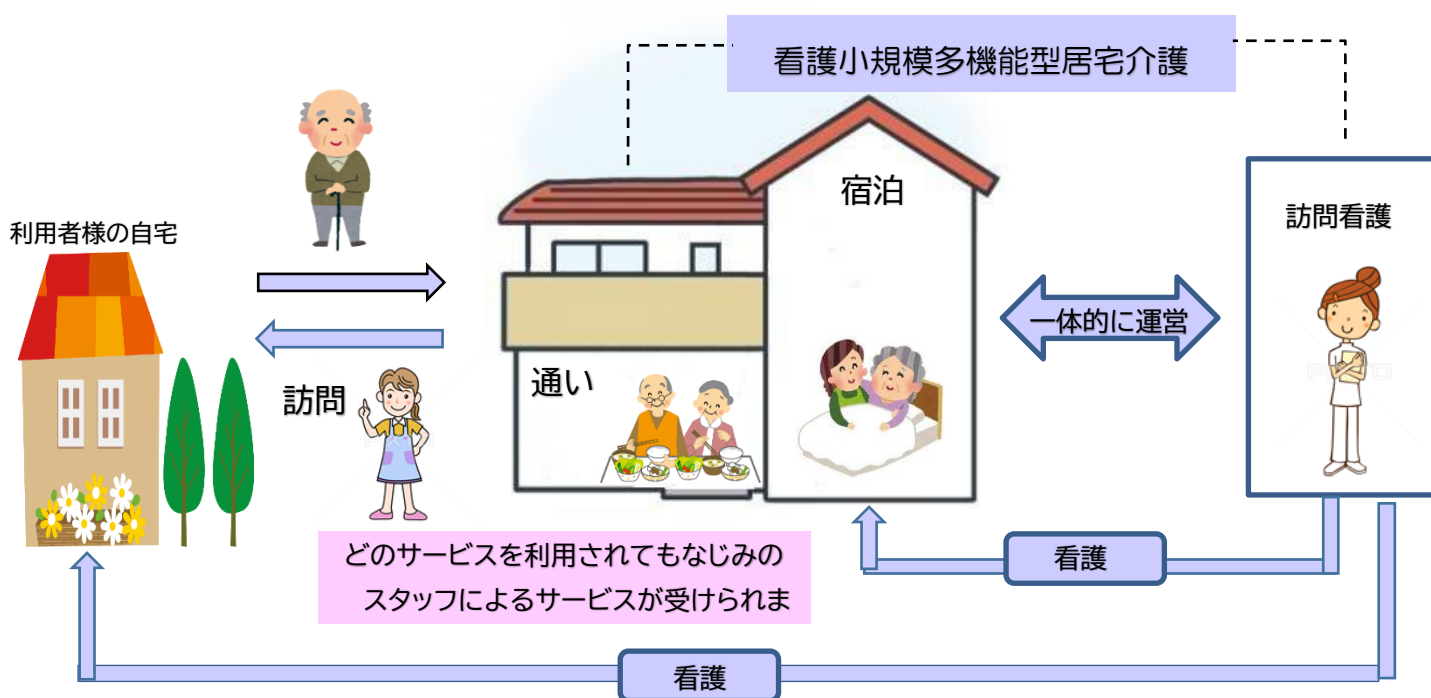 看護小規模多機能型居宅介護
宿泊
訪問看護
利用者様の自宅
一体的に運営
通い
訪問
どのサービスを利用されてもなじみの
スタッフによるサービスが受けられま
看護
看護